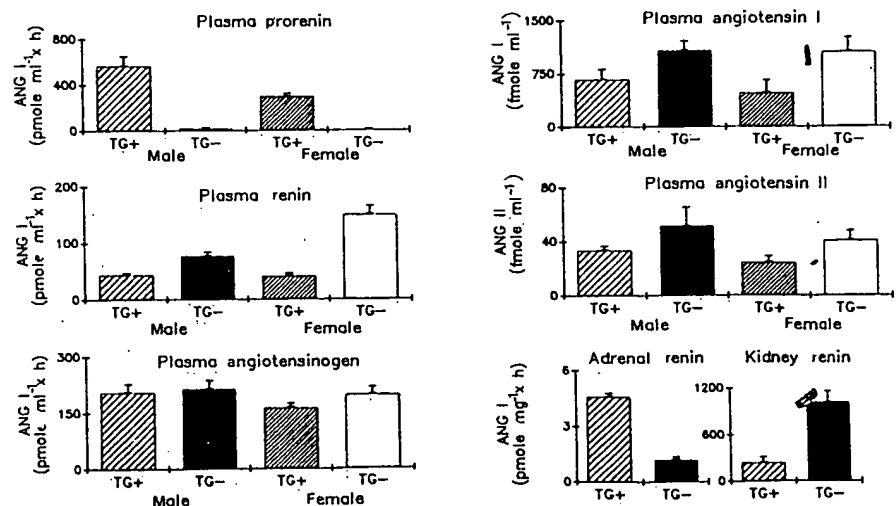 Plasma prorenin
ANG I
(pmole ml⁻¹x h)
800
400
0
TG+ TG− TG+ TG−
Male Female
Plasma renin
ANG I
(pmole ml⁻¹x h)
200
100
0
TG+ TG− TG+ TG−
Male Female
Plasma angiotensinogen
ANG I
(pmole ml⁻¹x h)
300
150
0
TG+ TG− TG+ TG−
Male Female
Plasma angiotensin I
ANG I
(fmole ml⁻¹)
1500
750
0
TG+ TG− TG+ TG−
Male Female
Plasma angiotensin II
ANG II
(fmole ml⁻¹)
80
40
0
TG+ TG− TG+ TG−
Male Female
Adrenal renin
ANG I
(pmole mg⁻¹x h)
6
3
0
TG+ TG−
Kidney renin
1200
600
0
TG+ TG−